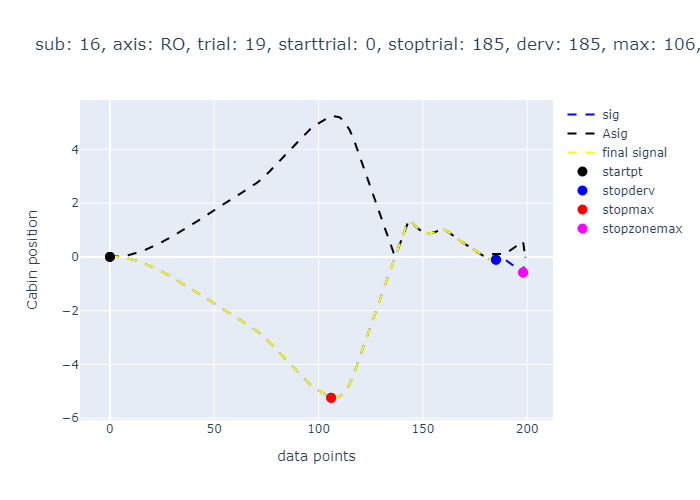 sub: 16, axis: RO, trial: 19, starttrial: 0, stoptrial: 185, derv: 185, max: 106,
sig
Asig
final signal
startpt
stopderv
stopmax
stopzonemax
Cabin position
4
2
0
−2
−4
−6
0 50 100 150 200
data points